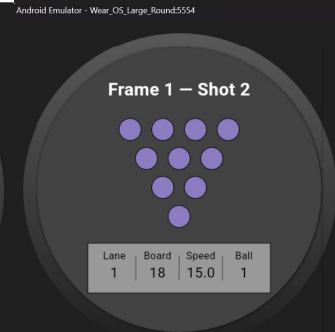 Android Emulator - Wear_OS_Large_Round:5554
Frame 1 — Shot 2
Lane Board Speed Ball
1 18 15.0 1